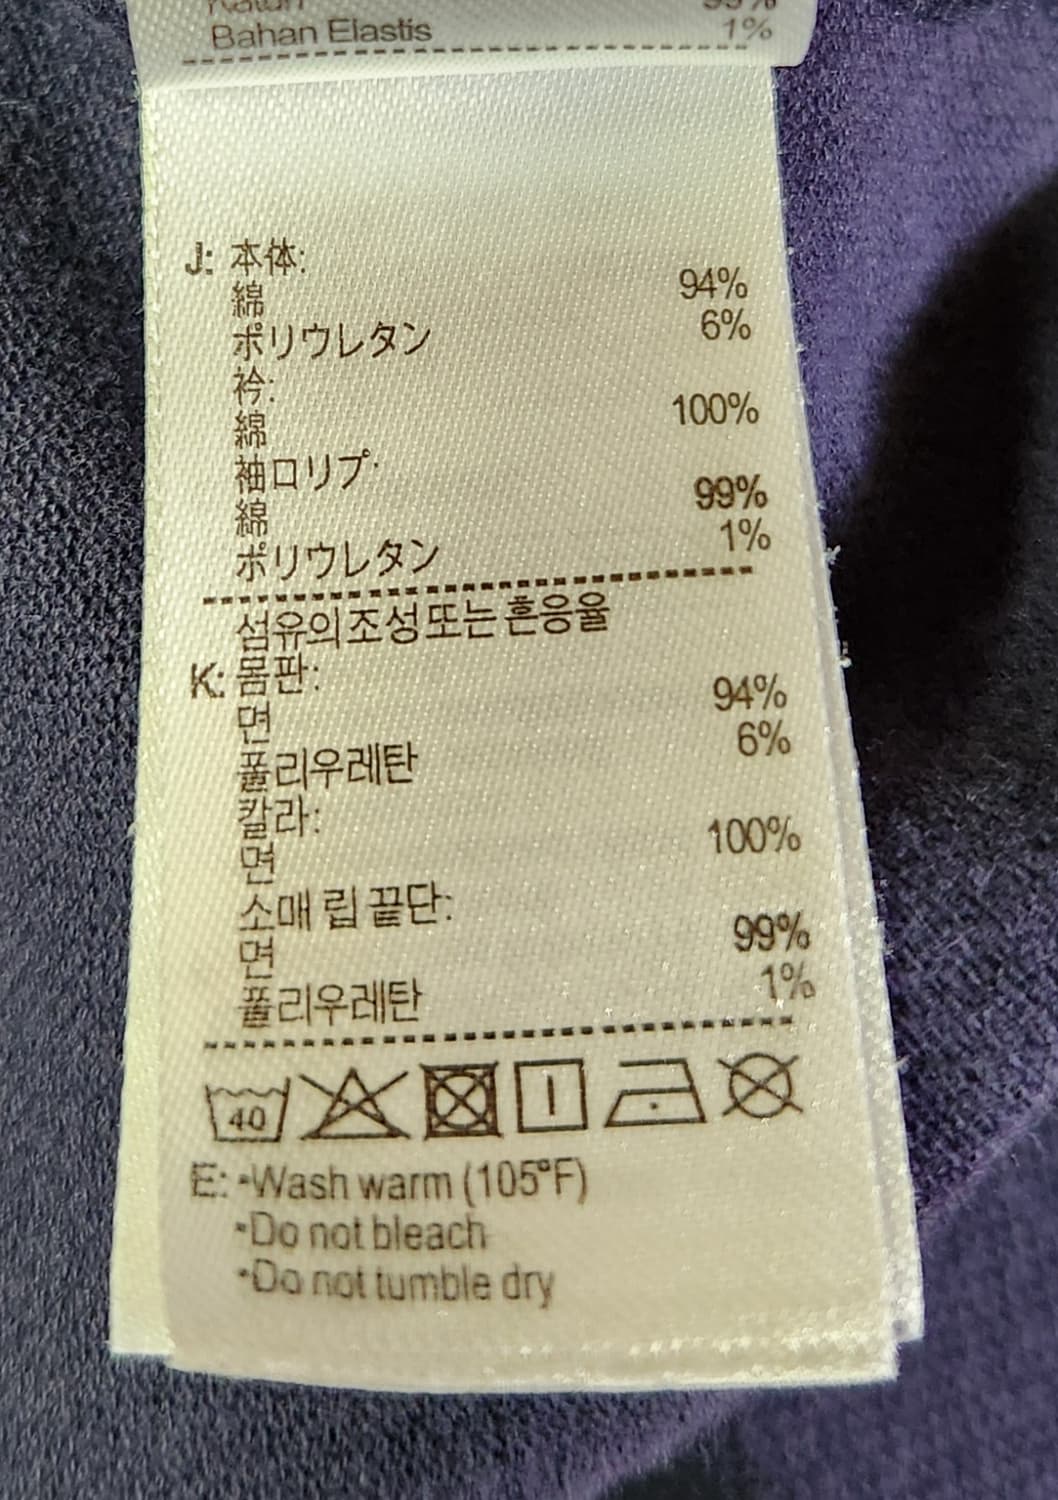 Bahan Elastis 1%
J: 本体:
綿 94%
ポリウレタン 6%
衿:
綿 100%
袖口リブ:
綿 99%
ポリウレタン 1%
섬유의 조성 또는 혼용율
K: 몸판:
면 94%
폴리우레탄 6%
칼라:
면 100%
소매 립 끝단:
면 99%
폴리우레탄 1%
40
E: •Wash warm (105°F)
•Do not bleach
•Do not tumble dry